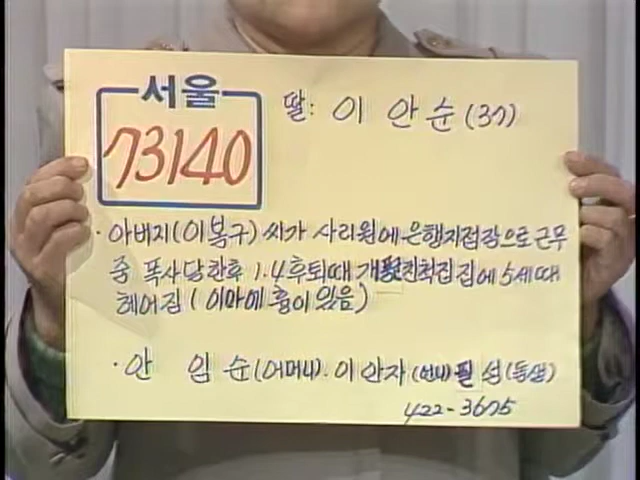 서울
73140
딸: 이 안 순 (37)
· 아버지(이복구)씨가 사리원에 은행지점장으로 근무
중 폭사당한후 1.4 후퇴때 친척집 집에 5세때
헤어짐 (이마에 흉이 있음)
· 안 임 순(어머니). 이 안자 (언니) 필 성 (동생)
422-3675